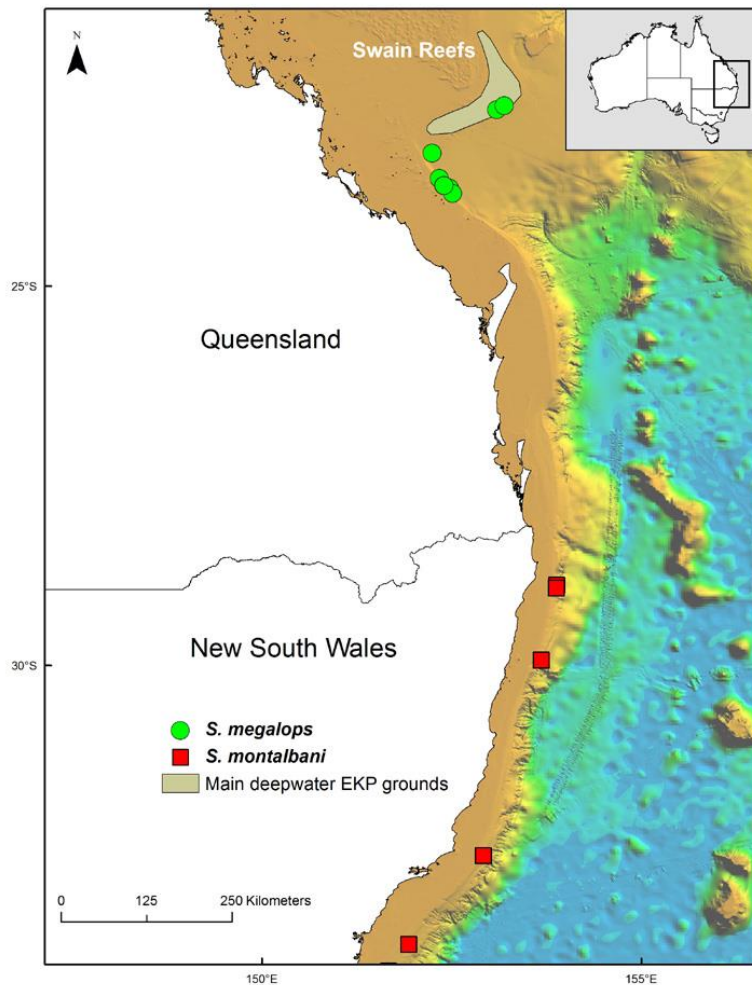 N
Swain Reefs
25°S
Queensland
30°S
New South Wales
S. megalops
S. montalbani
Main deepwater EKP grounds
0 125 250 Kilometers
150°E 155°E